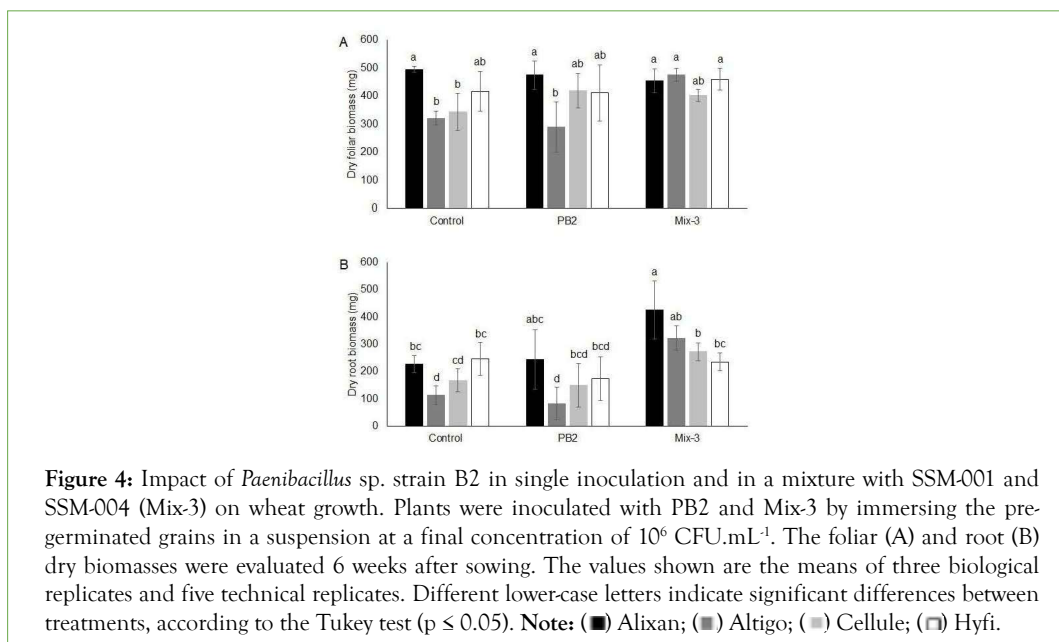 A
600
500
400
300
200
100
0
Dry foliar biomass (mg)
a b b ab
a b ab ab
a a ab a
Control PB2 Mix-3
B
600
500
400
300
200
100
0
Dry root biomass (mg)
bc d cd bc
abc d bcd bcd
a ab b bc
Control PB2 Mix-3
Figure 4: Impact of Paenibacillus sp. strain B2 in single inoculation and in a mixture with SSM-001 and
SSM-004 (Mix-3) on wheat growth. Plants were inoculated with PB2 and Mix-3 by immersing the pre-
germinated grains in a suspension at a final concentration of 10⁶ CFU.mL⁻¹. The foliar (A) and root (B)
dry biomasses were evaluated 6 weeks after sowing. The values shown are the means of three biological
replicates and five technical replicates. Different lower-case letters indicate significant differences between
treatments, according to the Tukey test (p ≤ 0.05). Note: (■) Alixan; (■) Altigo; (■) Cellule; (□) Hyfi.